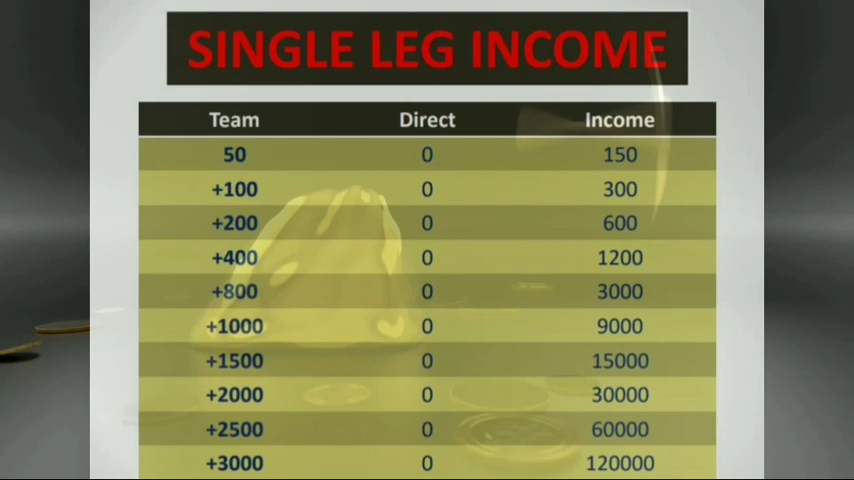 SINGLE LEG INCOME
Team Direct Income
50 0 150
+100 0 300
+200 0 600
+400 0 1200
+800 0 3000
+1000 0 9000
+1500 0 15000
+2000 0 30000
+2500 0 60000
+3000 0 120000